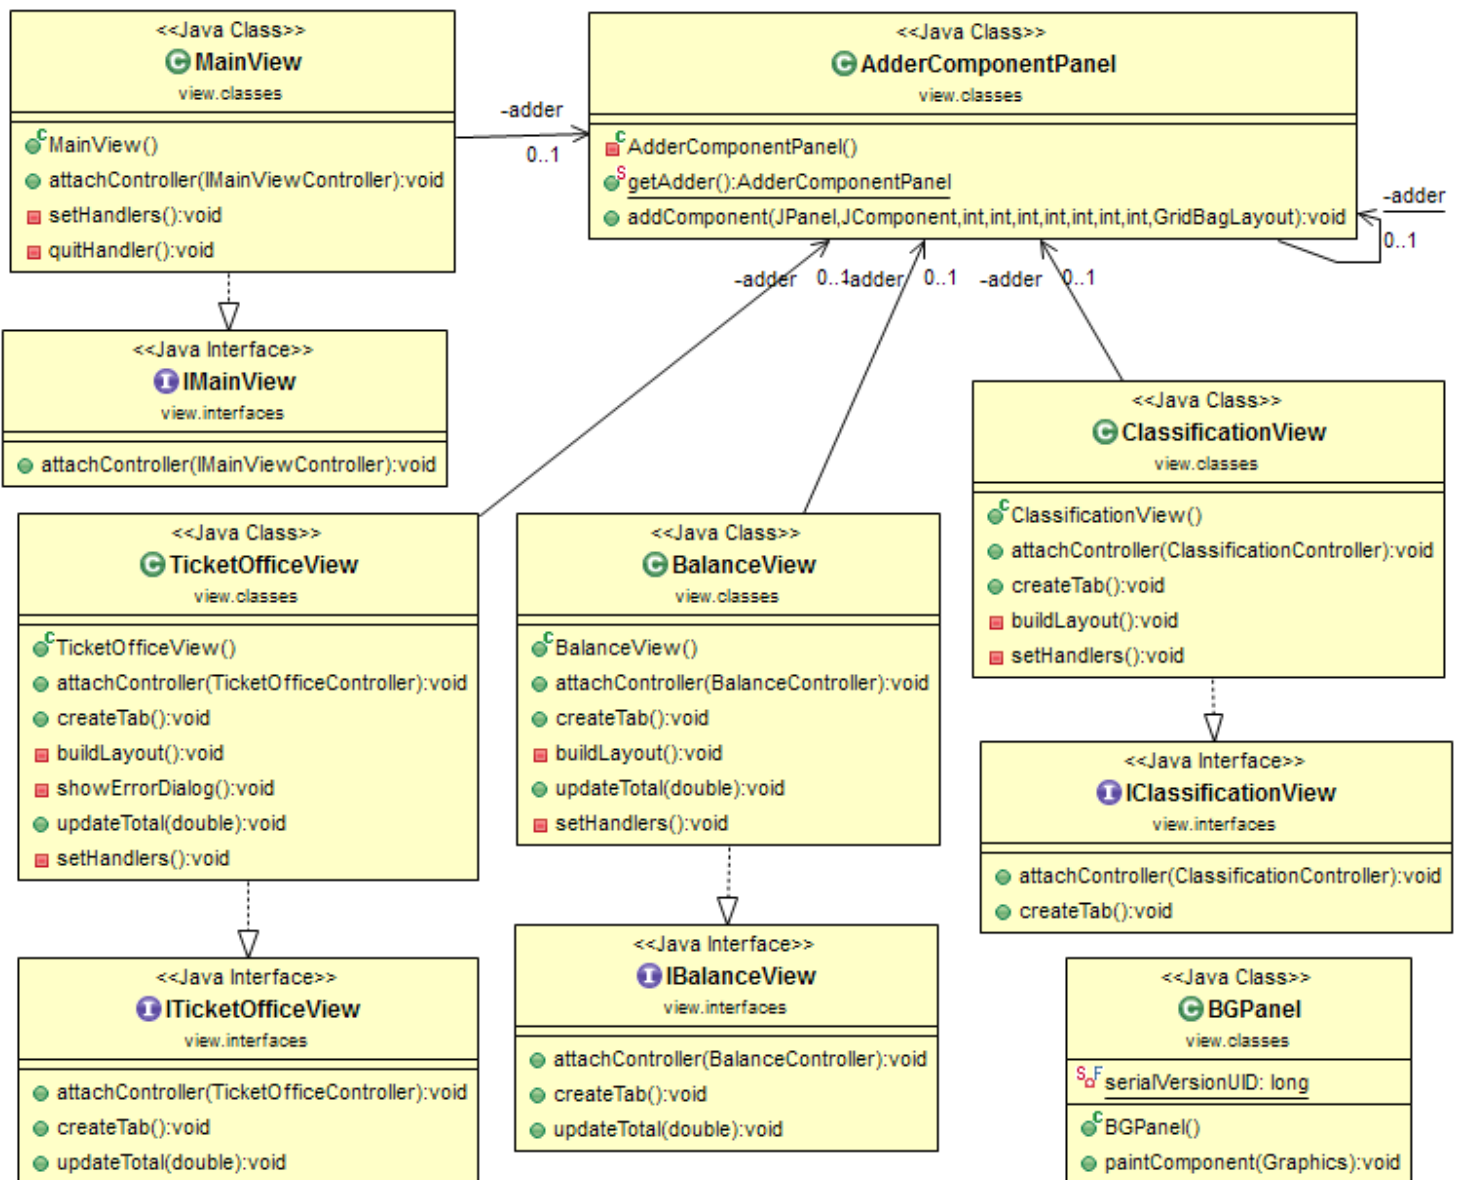 <<Java Class>>
MainView
view.classes
MainView()
attachController(IMainViewController):void
setHandlers():void
quitHandler():void
-adder
0..1
<<Java Class>>
AdderComponentPanel
view.classes
AdderComponentPanel()
getAdder():AdderComponentPanel
addComponent(JPanel,JComponent,int,int,int,int,int,int,int,GridBagLayout):void
-adder
0..1
-adder
0..1
-adder
0..1
-adder
0..1
<<Java Interface>>
IMainView
view.interfaces
attachController(IMainViewController):void
<<Java Class>>
ClassificationView
view.classes
ClassificationView()
attachController(ClassificationController):void
createTab():void
buildLayout():void
setHandlers():void
<<Java Class>>
TicketOfficeView
view.classes
TicketOfficeView()
attachController(TicketOfficeController):void
createTab():void
buildLayout():void
showErrorDialog():void
updateTotal(double):void
setHandlers():void
<<Java Class>>
BalanceView
view.classes
BalanceView()
attachController(BalanceController):void
createTab():void
buildLayout():void
updateTotal(double):void
setHandlers():void
<<Java Interface>>
IClassificationView
view.interfaces
attachController(ClassificationController):void
createTab():void
<<Java Interface>>
ITicketOfficeView
view.interfaces
attachController(TicketOfficeController):void
createTab():void
updateTotal(double):void
<<Java Interface>>
IBalanceView
view.interfaces
attachController(BalanceController):void
createTab():void
updateTotal(double):void
<<Java Class>>
BGPanel
view.classes
serialVersionUID: long
BGPanel()
paintComponent(Graphics):void